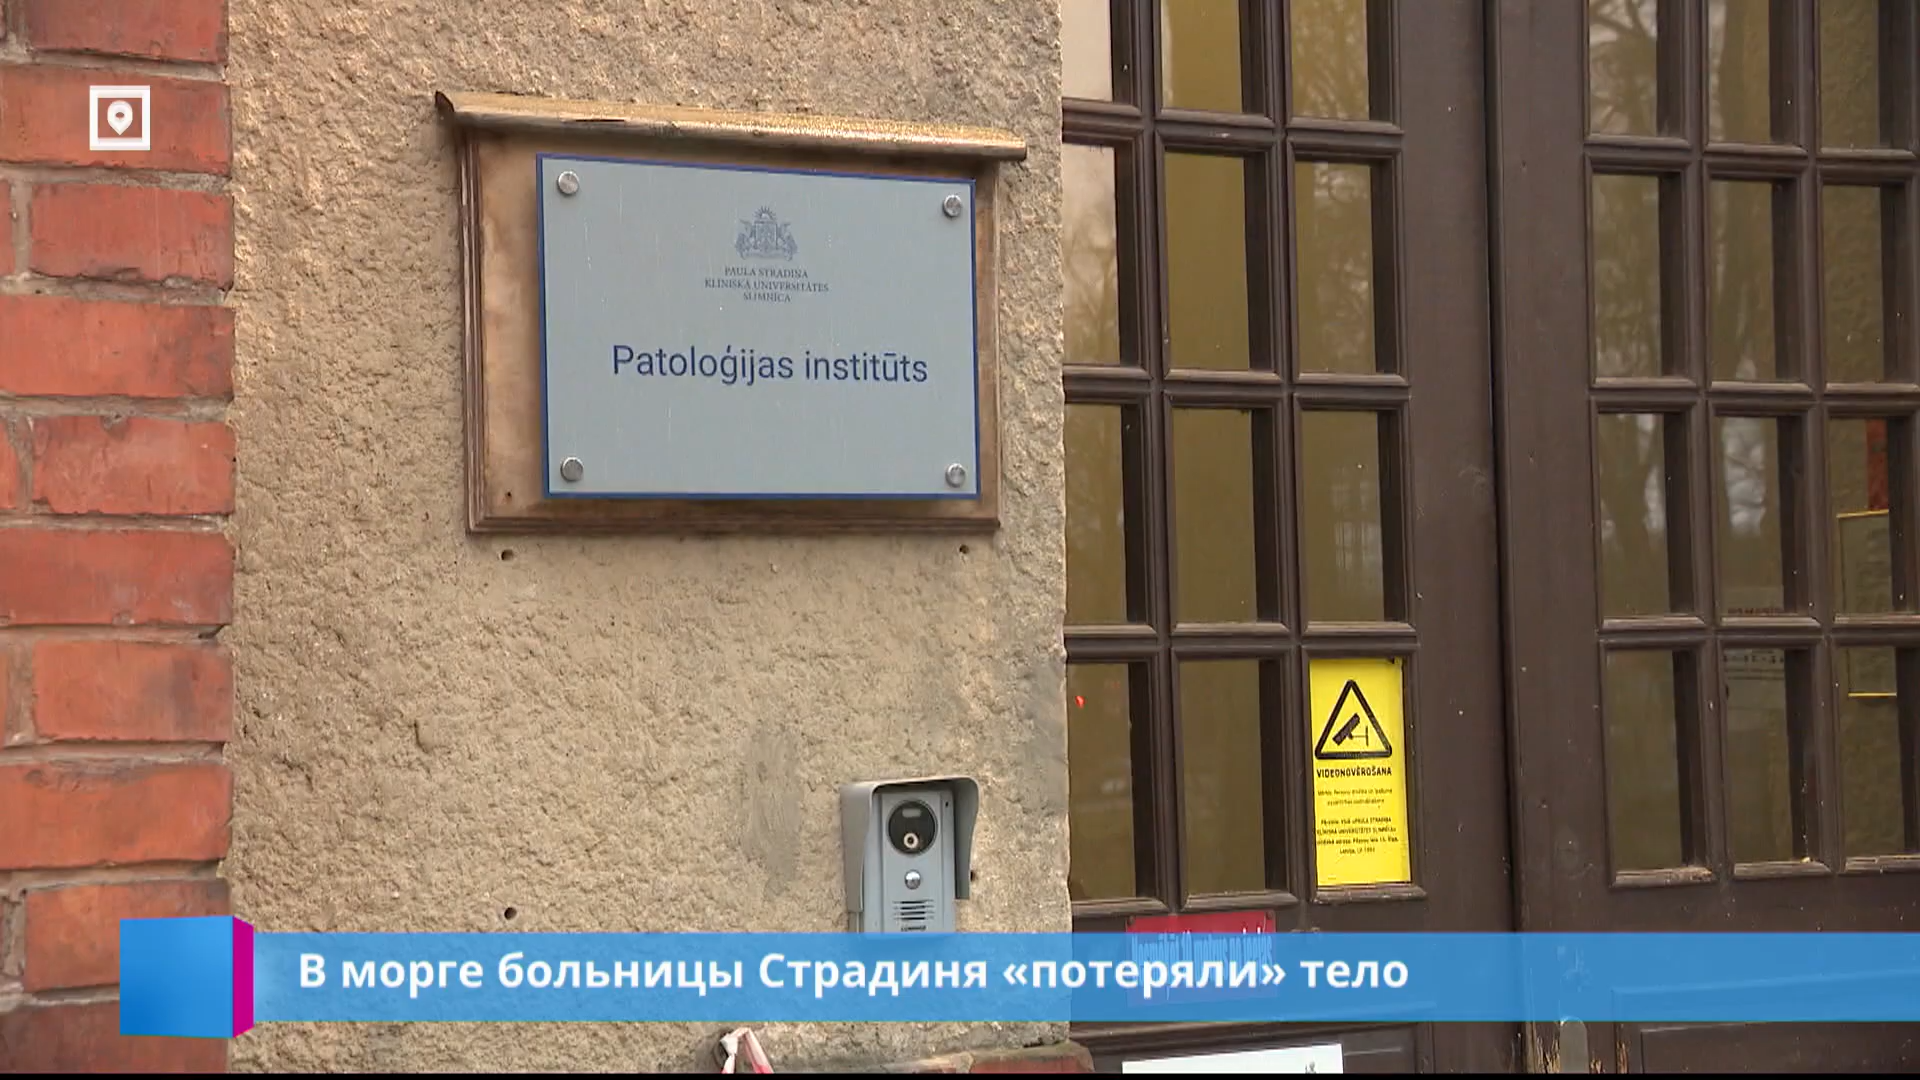 PAULA STRADIŅA
KLĪNISKĀ UNIVERSITĀTES
SLIMNĪCA
Patoloģijas institūts
VIDEONOVĒROŠANA
В морге больницы Страдиня «потеряли» тело